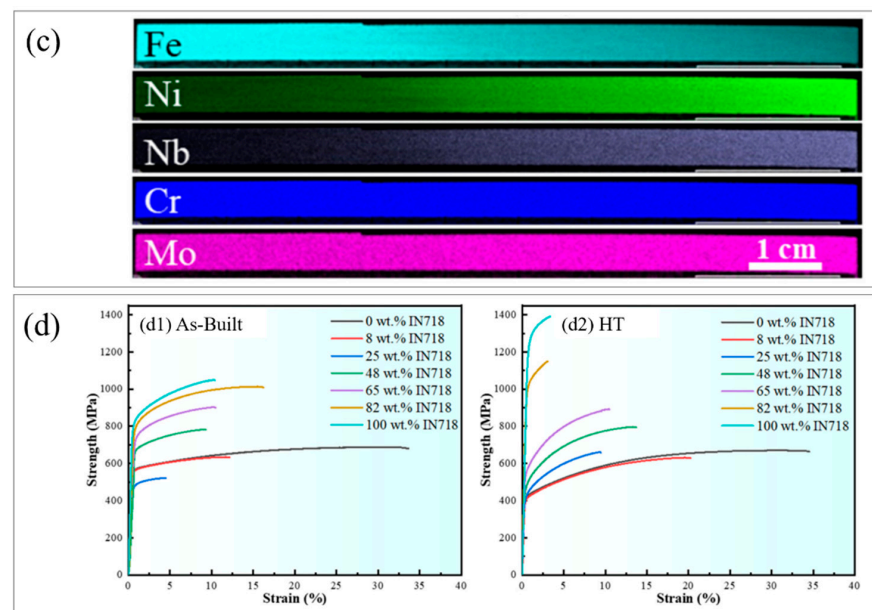 (c)
Fe
Ni
Nb
Cr
Mo
1 cm
(d)
(d1) As-Built
0 wt.% IN718
8 wt.% IN718
25 wt.% IN718
48 wt.% IN718
65 wt.% IN718
82 wt.% IN718
100 wt.% IN718
1400
1200
1000
800
600
400
200
0
Strength (MPa)
0 5 10 15 20 25 30 35 40
Strain (%)
(d2) HT
0 wt.% IN718
8 wt.% IN718
25 wt.% IN718
48 wt.% IN718
65 wt.% IN718
82 wt.% IN718
100 wt.% IN718
1400
1200
1000
800
600
400
200
0
Strength (MPa)
0 5 10 15 20 25 30 35 40
Strain (%)